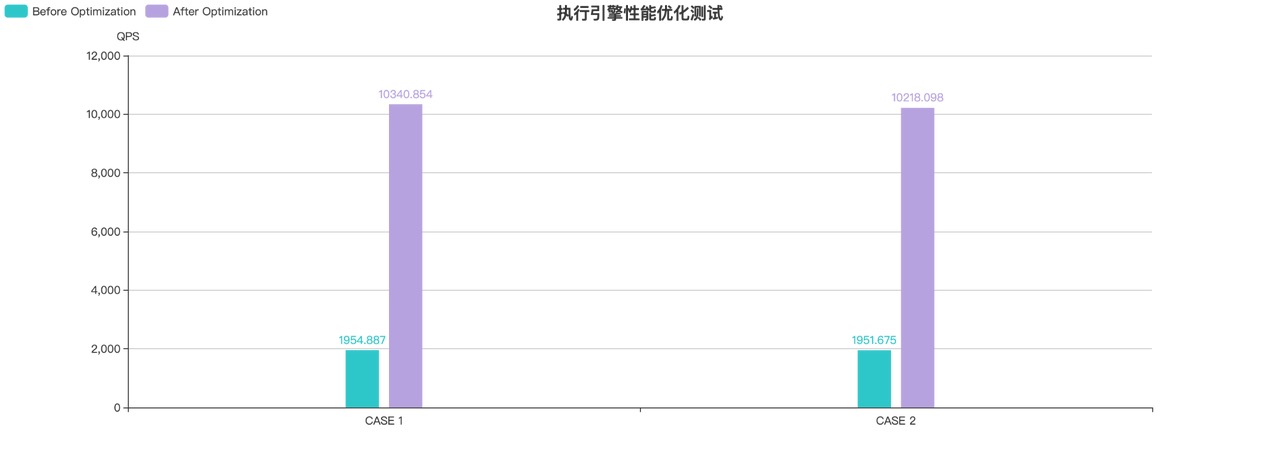 Before Optimization After Optimization
执行引擎性能优化测试
QPS
12,000
10,000
8,000
6,000
4,000
2,000
0
10340.854
10218.098
1954.887
1951.675
CASE 1
CASE 2